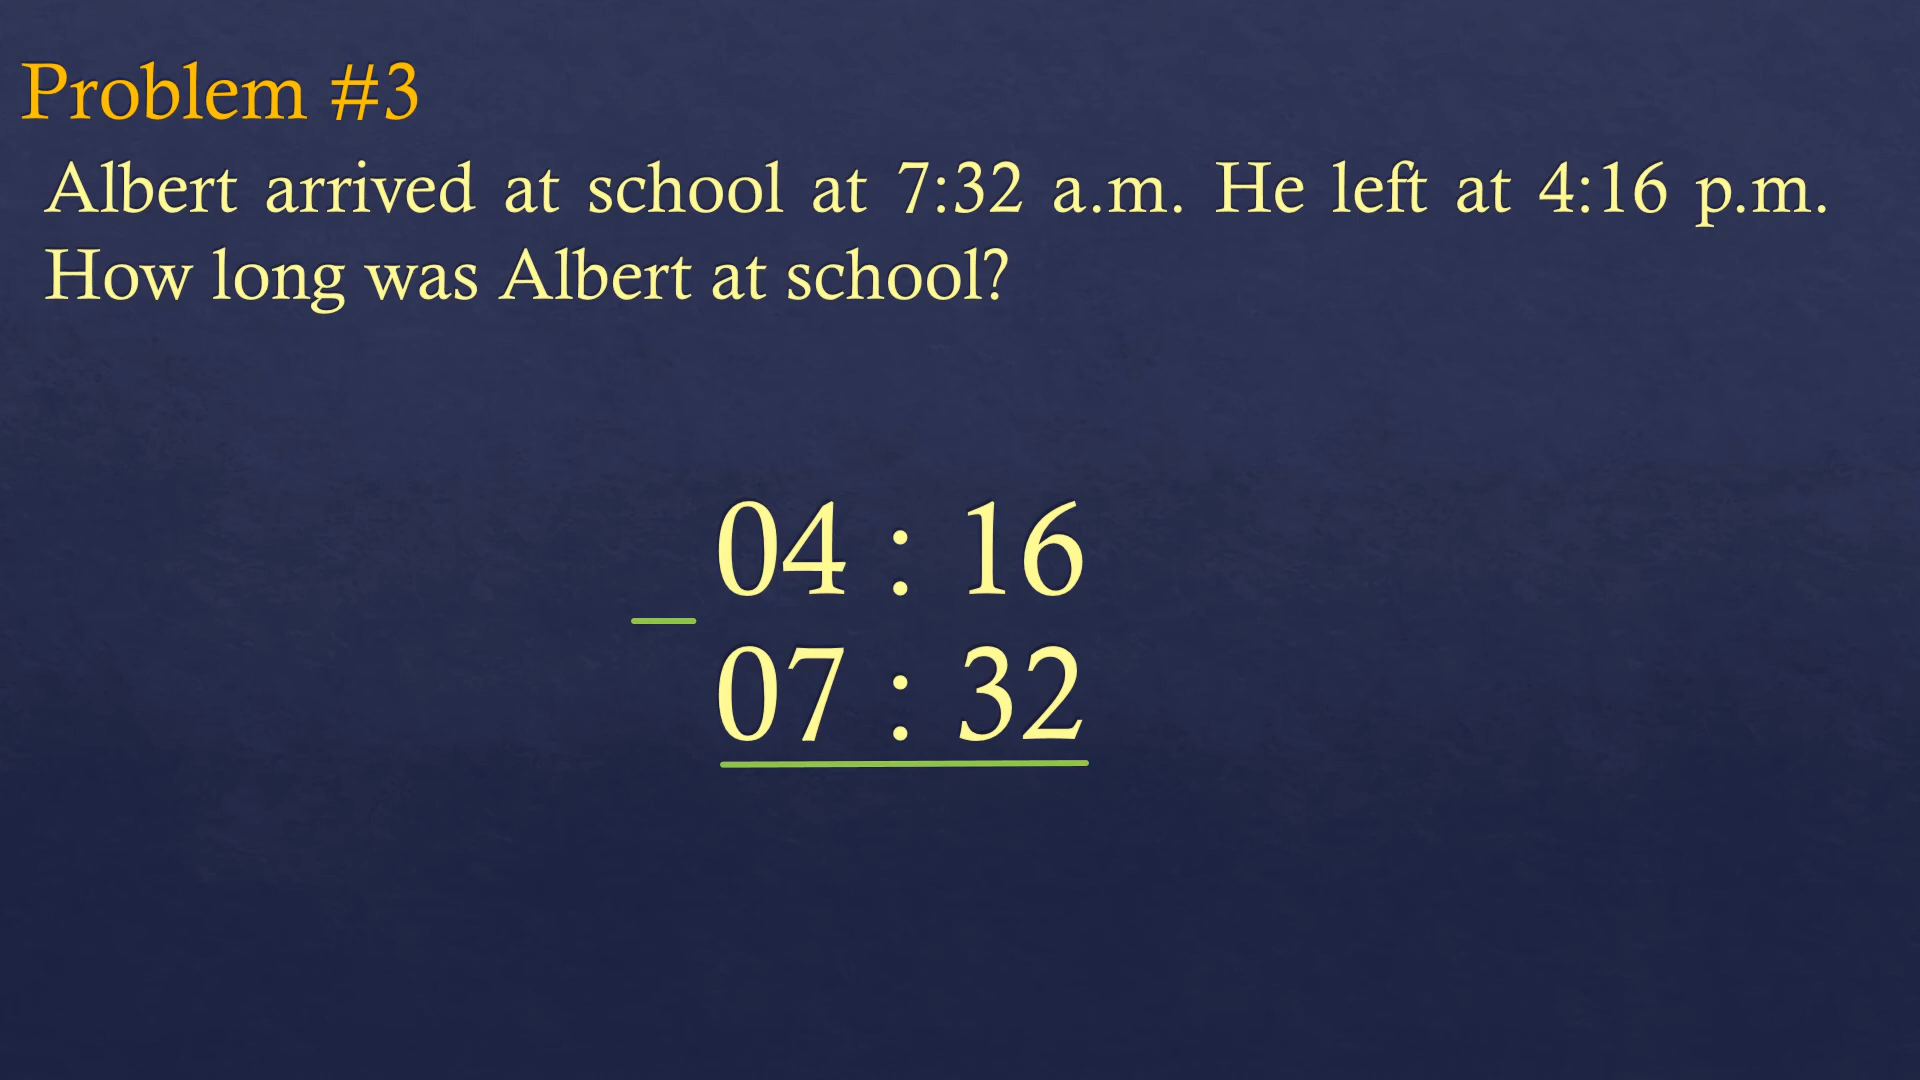 Problem #3
Albert arrived at school at 7:32 a.m. He left at 4:16 p.m.
How long was Albert at school?
04 : 16
07 : 32